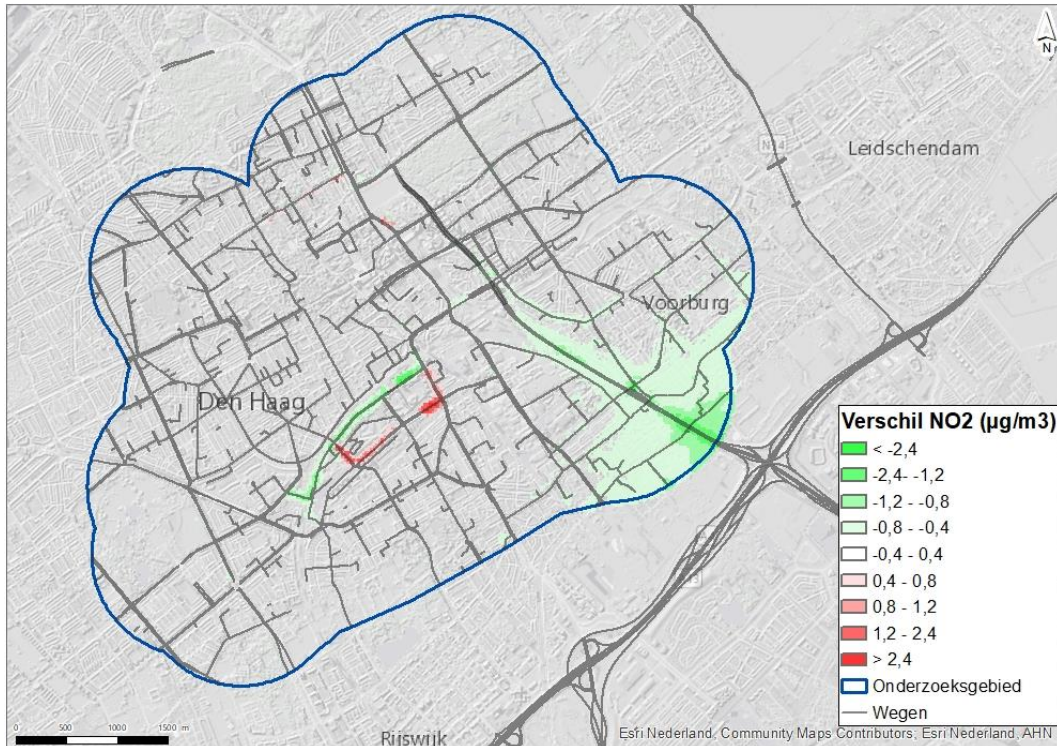 N
N14
Leidschendam
Voorburg
Den Haag
Verschil NO2 (µg/m3)
< -2,4
-2,4- -1,2
-1,2 - -0,8
-0,8 - -0,4
-0,4 - 0,4
0,4 - 0,8
0,8 - 1,2
1,2 - 2,4
> 2,4
Onderzoeksgebied
Wegen
0 500 1000 1500 m
Rijswijk
Esri Nederland, Community Maps Contributors, Esri Nederland, AHN